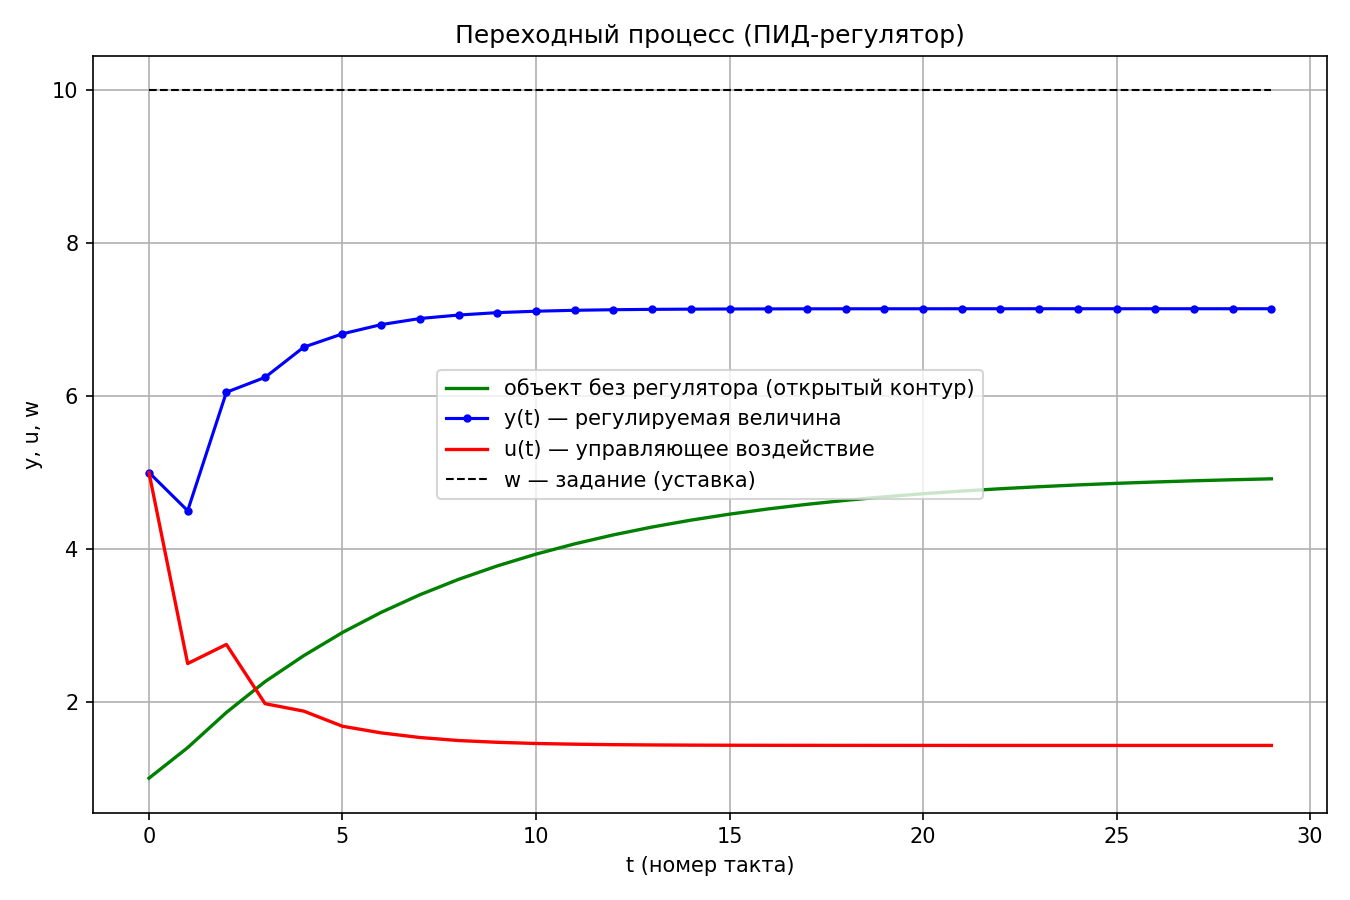 Переходный процесс (ПИД-регулятор)
y, u, w
10
8
6
4
2
объект без регулятора (открытый контур)
y(t) — регулируемая величина
u(t) — управляющее воздействие
w — задание (уставка)
0 5 10 15 20 25 30
t (номер такта)